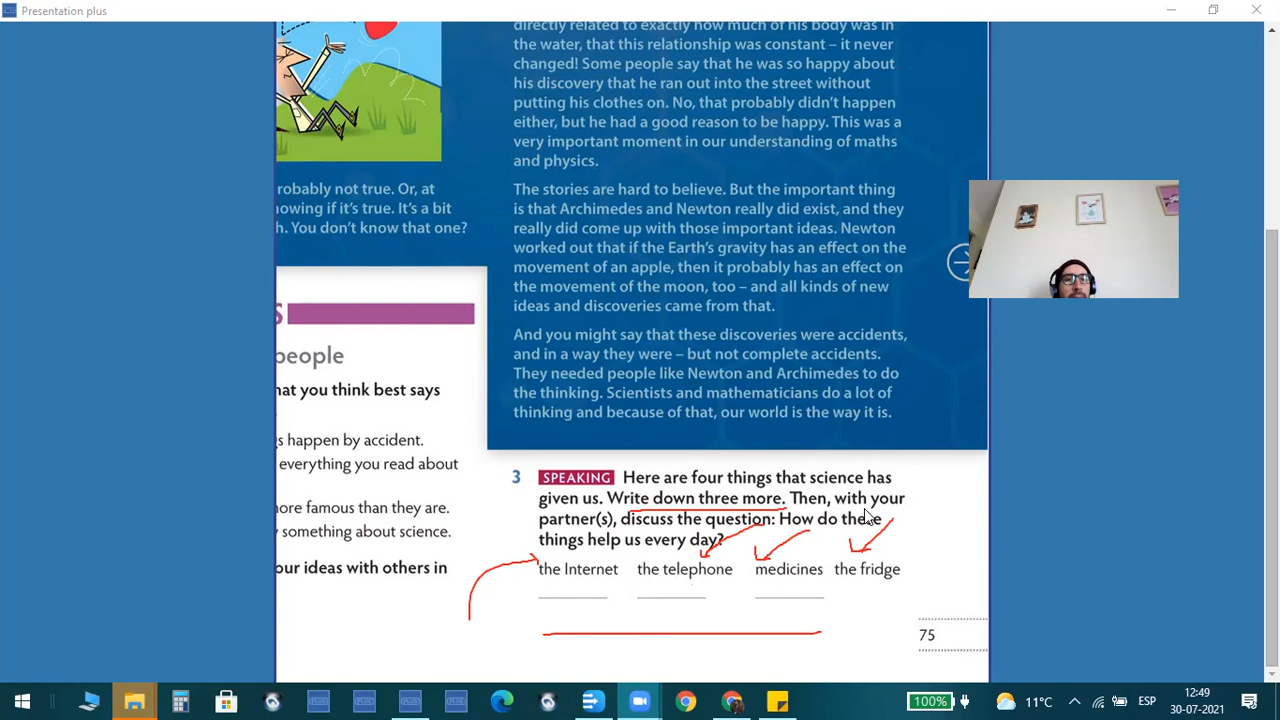 Presentation plus
directly related to exactly how much of his body was in
the water, that this relationship was constant – it never
changed! Some people say that he was so happy about
his discovery that he ran out into the street without
putting his clothes on. No, that probably didn't happen
either, but he had a good reason to be happy. This was a
very important moment in our understanding of maths
and physics.
The stories are hard to believe. But the important thing
is that Archimedes and Newton really did exist, and they
really did come up with those important ideas. Newton
worked out that if the Earth's gravity has an effect on the
movement of an apple, then it probably has an effect on
the movement of the moon, too – and all kinds of new
ideas and discoveries came from that.
And you might say that these discoveries were accidents,
and in a way they were – but not complete accidents.
They needed people like Newton and Archimedes to do
the thinking. Scientists and mathematicians do a lot of
thinking and because of that, our world is the way it is.
robably not true. Or, at
nowing if it's true. It's a bit
h. You don't know that one?
S
people
hat you think best says
s happen by accident.
everything you read about
ore famous than they are.
something about science.
our ideas with others in
3 SPEAKING Here are four things that science has
given us. Write down three more. Then, with your
partner(s), discuss the question: How do these
things help us every day?
the Internet the telephone medicines the fridge
75
100% 11°C ESP 12:49
30-07-2021